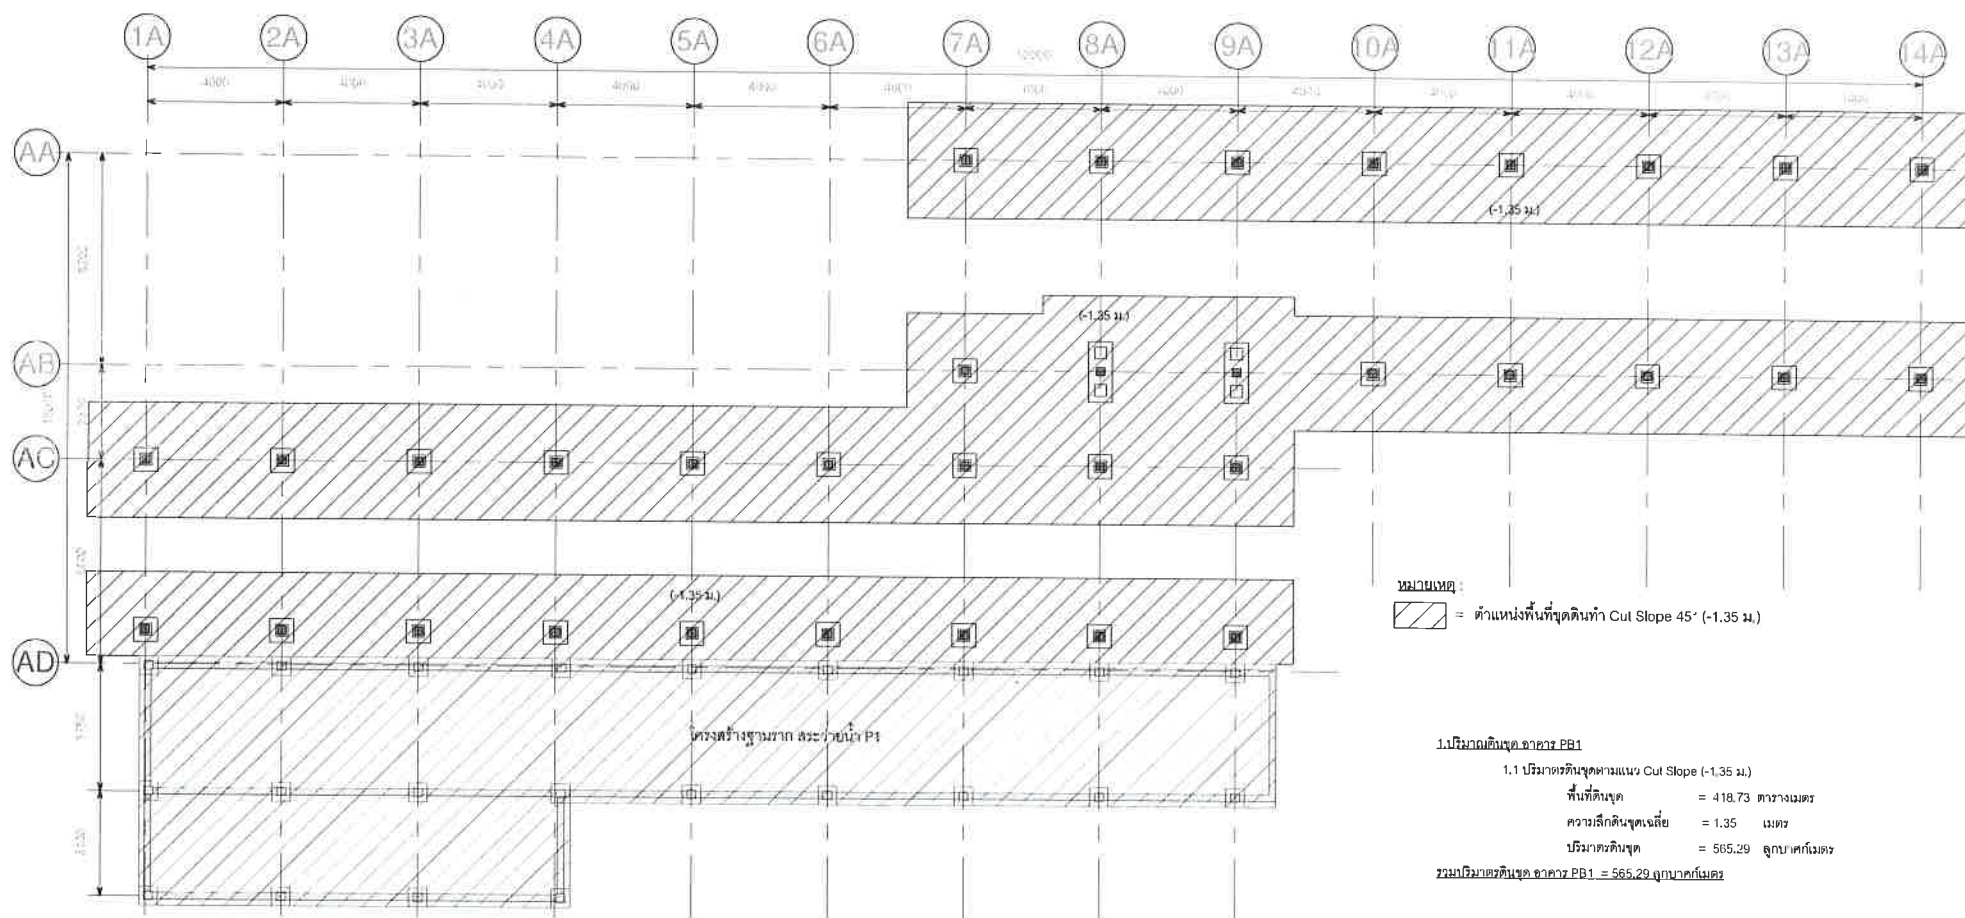 1A 2A 3A 4A 5A 6A 7A 8A 9A 10A 11A 12A 13A 14A
4000 4000 4000 4000 4000 4000
AA
(-1.35 ม.)
(-1.35 ม.)
AB
AC
(-1.35 ม.)
หมายเหตุ :
= ตำแหน่งพื้นที่ขุดดินทำ Cut Slope 45° (-1.35 ม.)
AD
โครงสร้างฐานราก สระว่ายน้ำ P1
1.ปริมาณดินขุด อาคาร PB1
1.1 ปริมาตรดินขุดตามแนว Cut Slope (-1.35 ม.)
พื้นที่ดินขุด = 418.73 ตารางเมตร
ความลึกดินขุดเฉลี่ย = 1.35 เมตร
ปริมาตรดินขุด = 565.29 ลูกบาศก์เมตร
รวมปริมาตรดินขุด อาคาร PB1 = 565.29 ลูกบาศก์เมตร